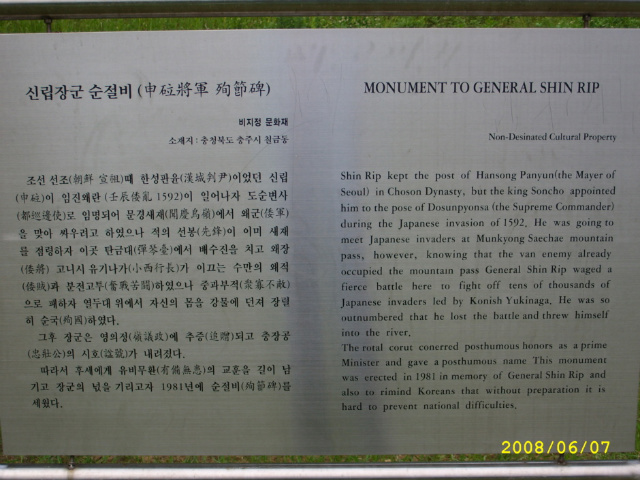 신립장군 순절비 (申砬將軍 殉節碑)
비지정 문화재
소재지 : 충청북도 충주시 칠금동
조선 선조(朝鮮 宣祖)때 한성판윤(漢城判尹)이었던 신립
(申砬)이 임진왜란(壬辰倭亂 1592)이 일어나자 도순변사
(都巡邊使)로 임명되어 문경새재(聞慶鳥嶺)에서 왜군(倭軍)
을 맞아 싸우려고 하였으나 적의 선봉(先鋒)이 이미 새재
를 점령하자 이곳 탄금대(彈琴臺)에서 배수진을 치고 왜장
(倭將) 고니시 유기나가(小西行長)가 이끄는 수만의 왜적
(倭賊)과 분전고투(奮戰苦鬪)하였으나 중과부적(衆寡不敵)
으로 패하자 열두대 위에서 자신의 몸을 강물에 던져 장렬
히 순국(殉國)하였다.
그후 장군은 영의정(領議政)에 추증(追贈)되고 충장공
(忠壯公)의 시호(諡號)가 내려졌다.
따라서 후세에게 유비무환(有備無患)의 교훈을 길이 남
기고 장군의 넋을 기리고자 1981년에 순절비(殉節碑)를
세웠다.
MONUMENT TO GENERAL SHIN RIP
Non-Desinated Cultural Property
Shin Rip kept the post of Hansong Panyun(the Mayer of
Seoul) in Choson Dynasty, but the king Soncho appointed
him to the pose of Dosunpyonsa (the Supreme Commander)
during the Japanese invasion of 1592. He was going to
meet Japanese invaders at Munkyong Saechae mountain
pass, however, knowing that the van enemy already
occupied the mountain pass General Shin Rip waged a
fierce battle here to fight off tens of thousands of
Japanese invaders led by Konish Yukinaga. He was so
outnumbered that he lost the battle and threw himself
into the river.
The rotal corut conerred posthumous honors as a prime
Minister and gave a posthumous name This monument
was erected in 1981 in memory of General Shin Rip and
also to rimind Koreans that without preparation it is
hard to prevent national difficulties.
2008/06/07